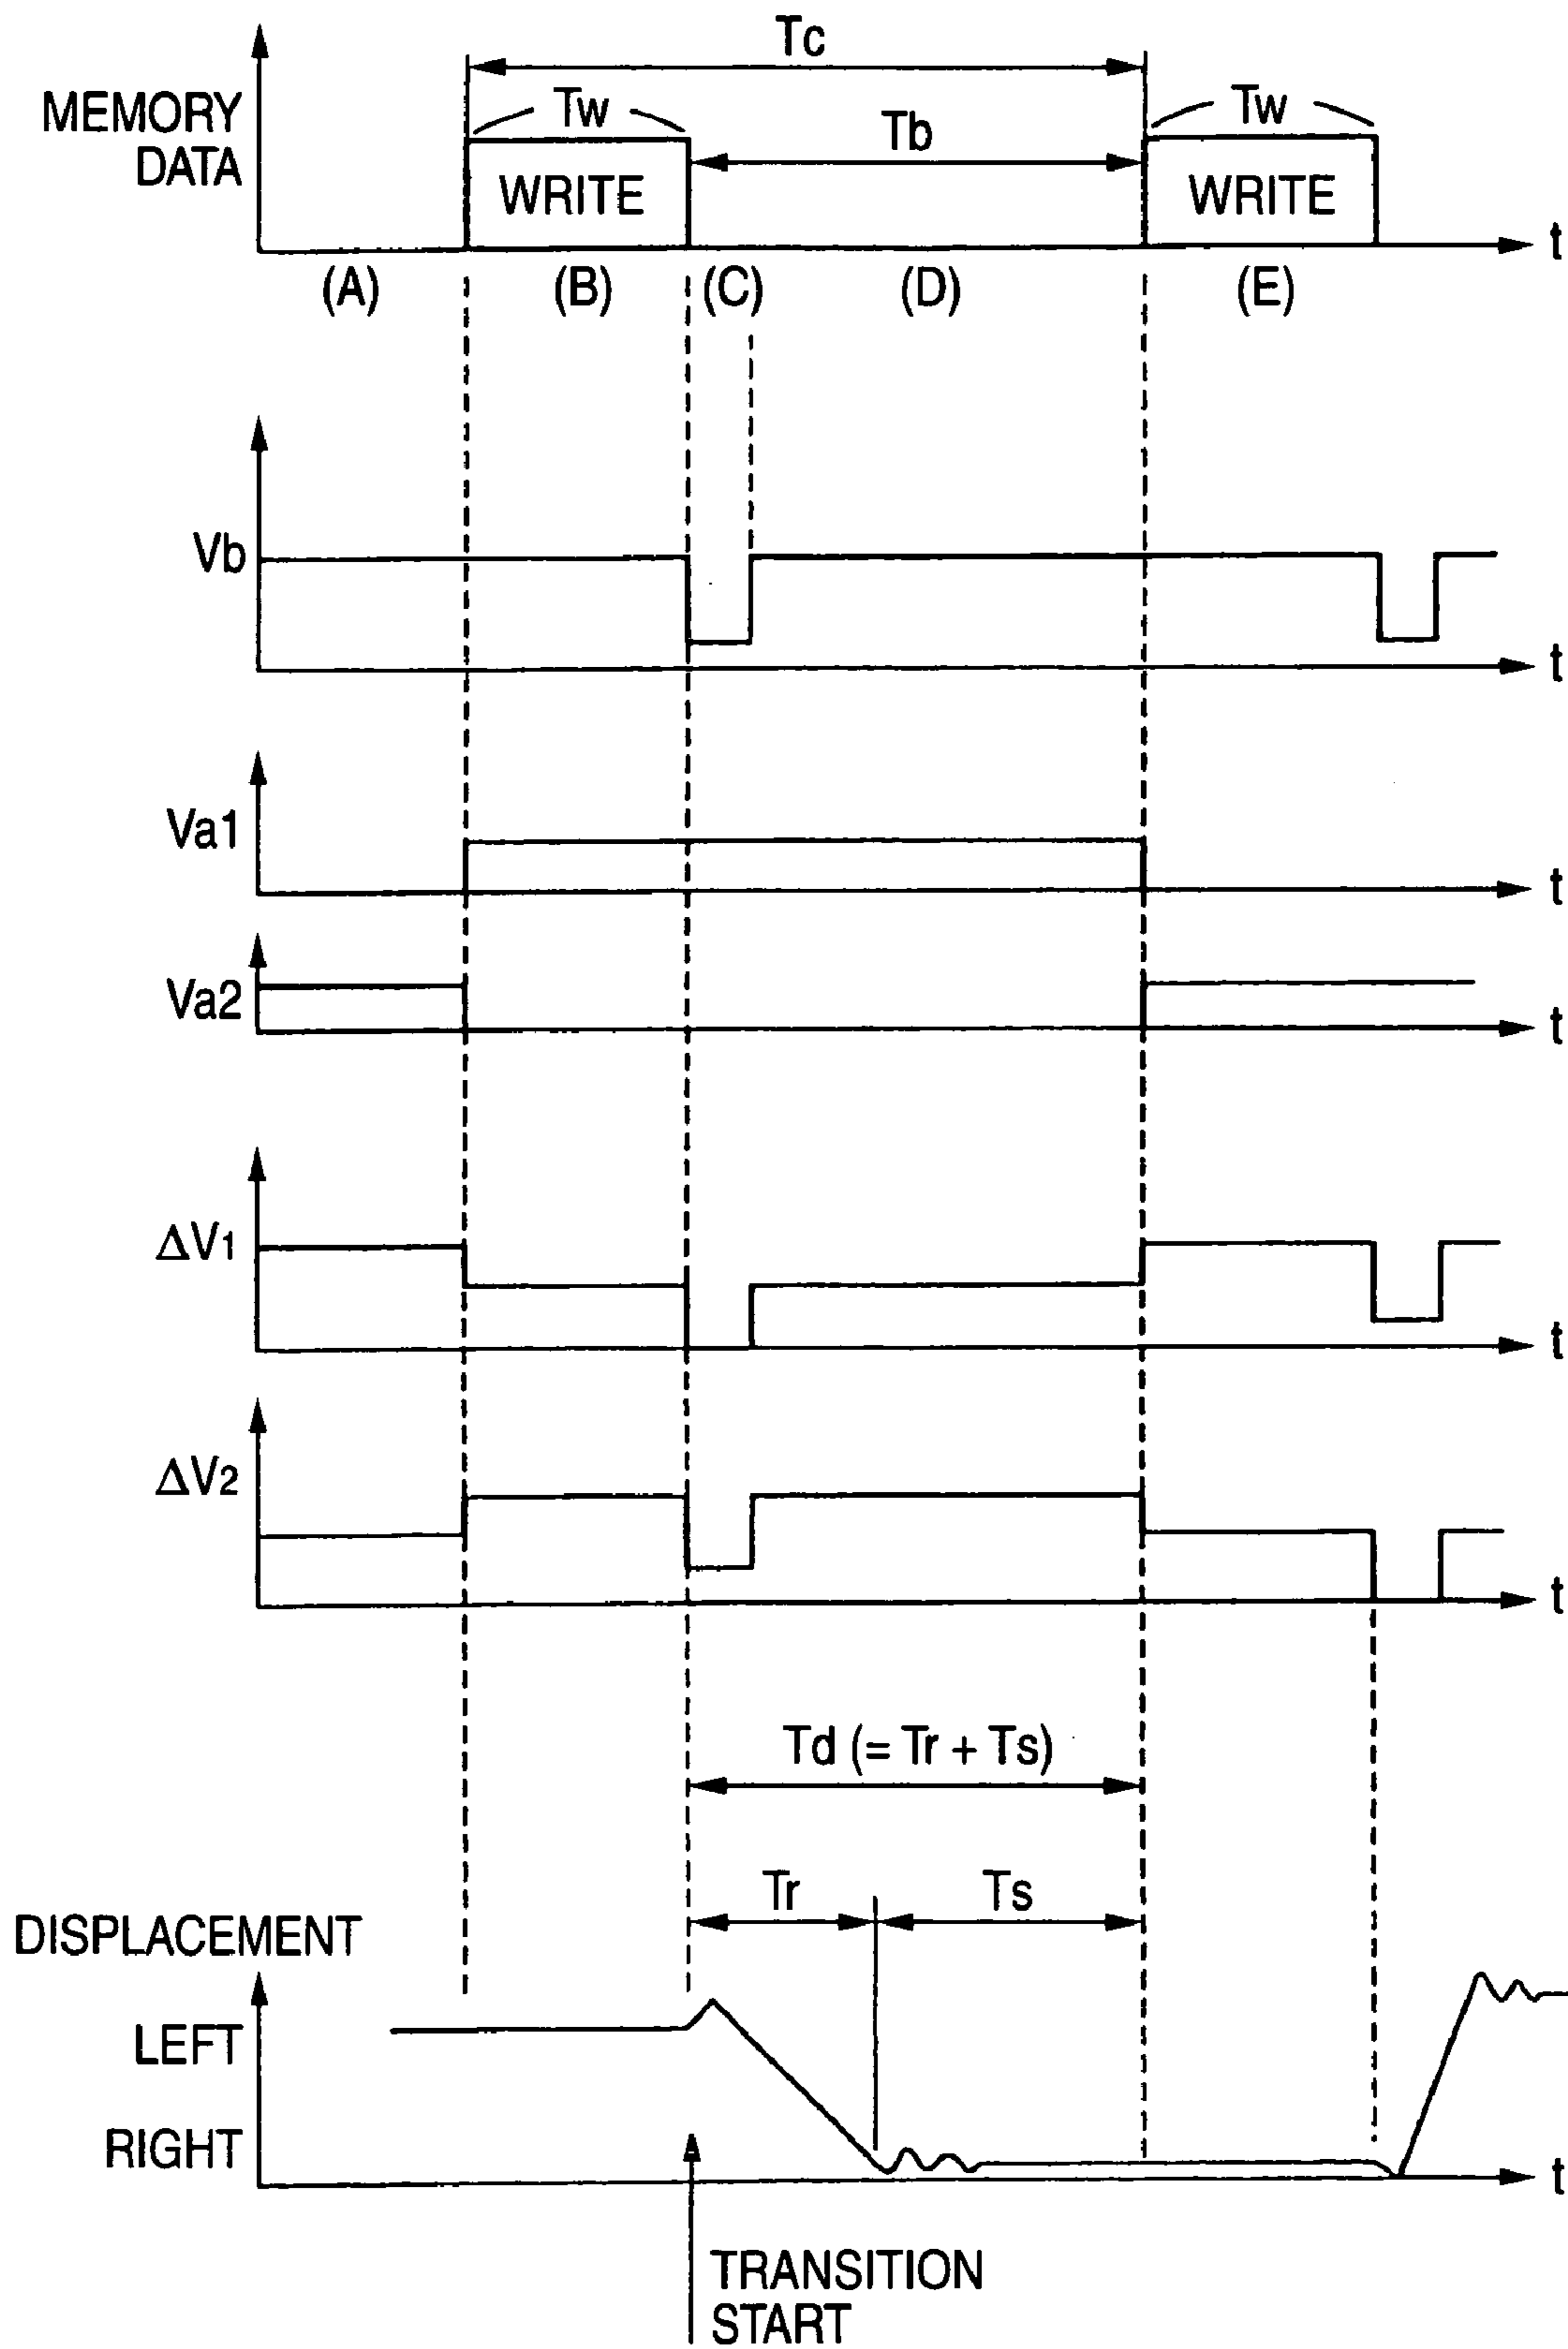 Tc
Tw
Tb
Tw
MEMORY
DATA
WRITE
WRITE
t
(A)
(B)
(C)
(D)
(E)
Vb
t
Va1
t
Va2
t
ΔV1
t
ΔV2
t
Td (= Tr + Ts)
Tr
Ts
DISPLACEMENT
LEFT
RIGHT
t
TRANSITION
START